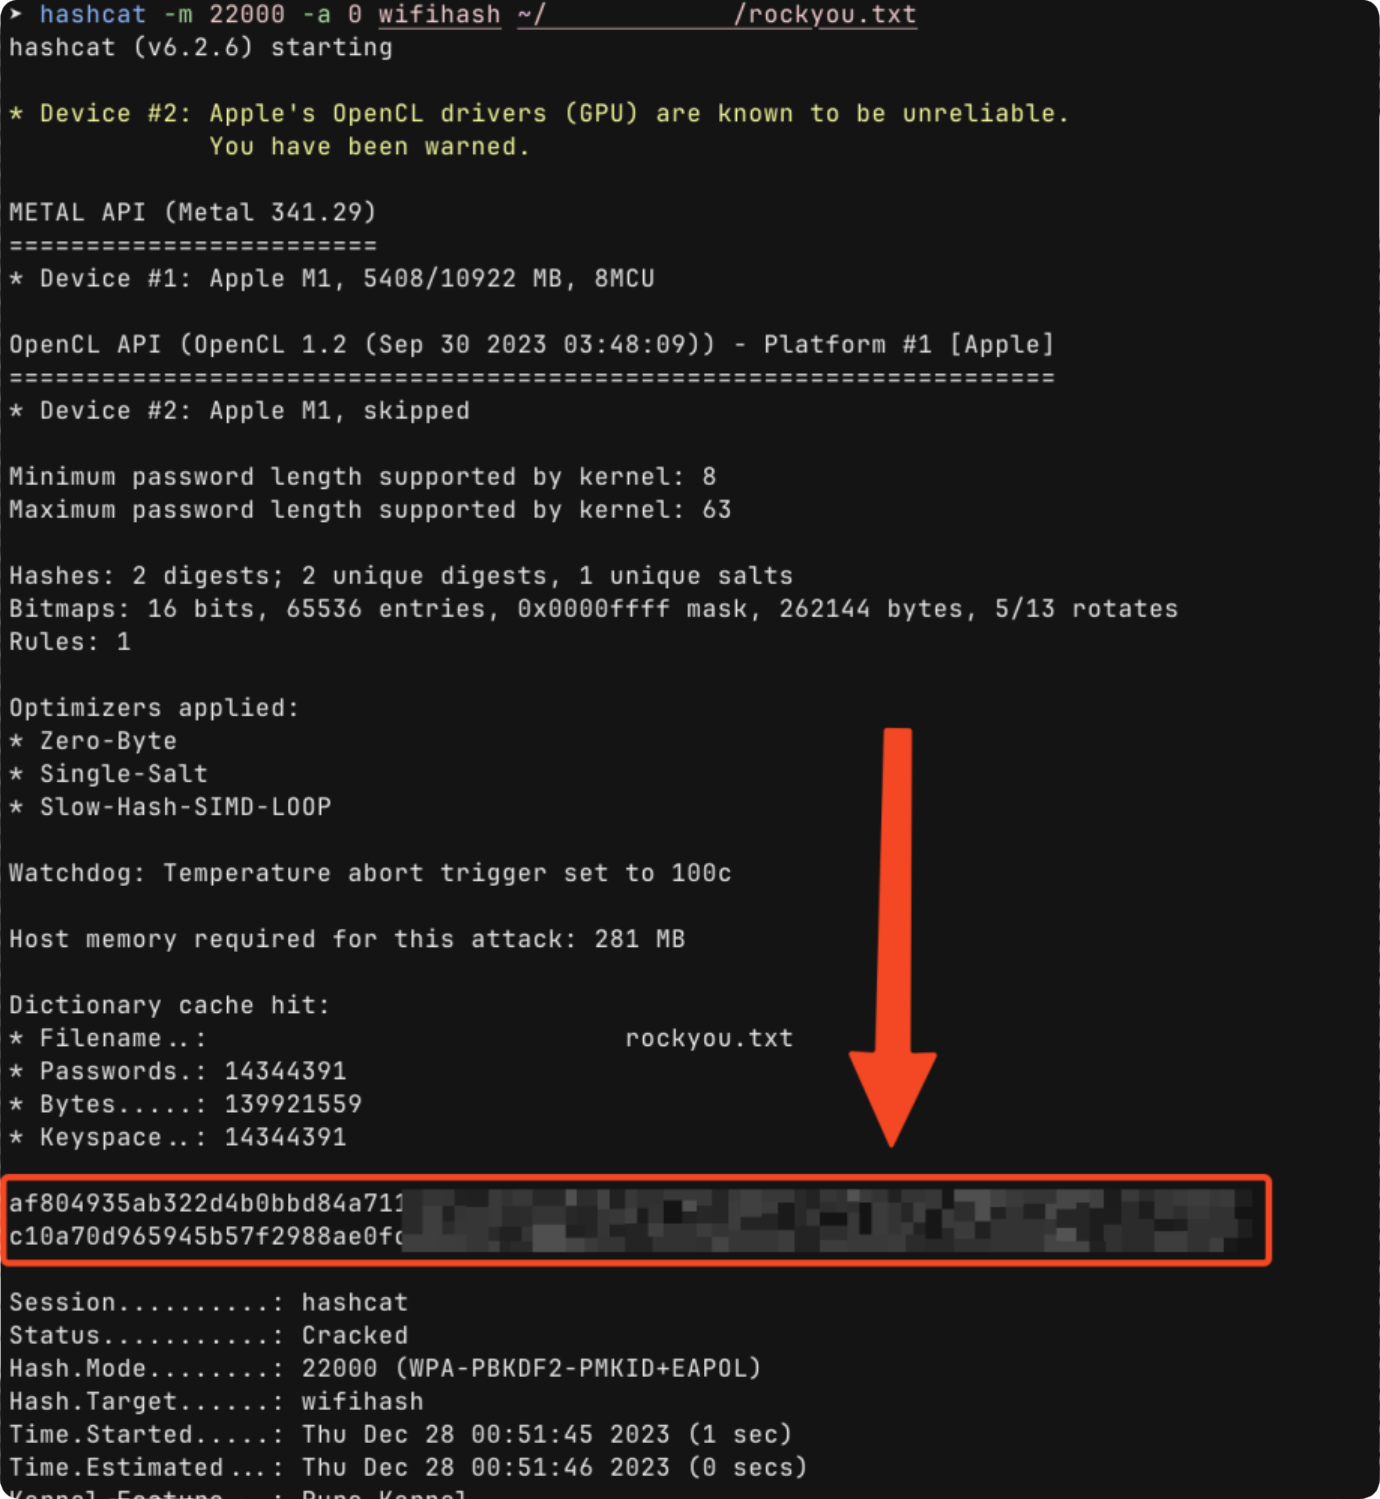 ➤ hashcat -m 22000 -a 0 wifihash ~/ /rockyou.txt
hashcat (v6.2.6) starting
* Device #2: Apple's OpenCL drivers (GPU) are known to be unreliable.
You have been warned.
METAL API (Metal 341.29)
========================
* Device #1: Apple M1, 5408/10922 MB, 8MCU
OpenCL API (OpenCL 1.2 (Sep 30 2023 03:48:09)) - Platform #1 [Apple]
====================================================================
* Device #2: Apple M1, skipped
Minimum password length supported by kernel: 8
Maximum password length supported by kernel: 63
Hashes: 2 digests; 2 unique digests, 1 unique salts
Bitmaps: 16 bits, 65536 entries, 0x0000ffff mask, 262144 bytes, 5/13 rotates
Rules: 1
Optimizers applied:
* Zero-Byte
* Single-Salt
* Slow-Hash-SIMD-LOOP
Watchdog: Temperature abort trigger set to 100c
Host memory required for this attack: 281 MB
Dictionary cache hit:
* Filename..: rockyou.txt
* Passwords.: 14344391
* Bytes.....: 139921559
* Keyspace..: 14344391
af804935ab322d4b0bbd84a711
c10a70d965945b57f2988ae0f
Session..........: hashcat
Status...........: Cracked
Hash.Mode........: 22000 (WPA-PBKDF2-PMKID+EAPOL)
Hash.Target......: wifihash
Time.Started.....: Thu Dec 28 00:51:45 2023 (1 sec)
Time.Estimated...: Thu Dec 28 00:51:46 2023 (0 secs)
Kernel.Feature...: Pure Kernel